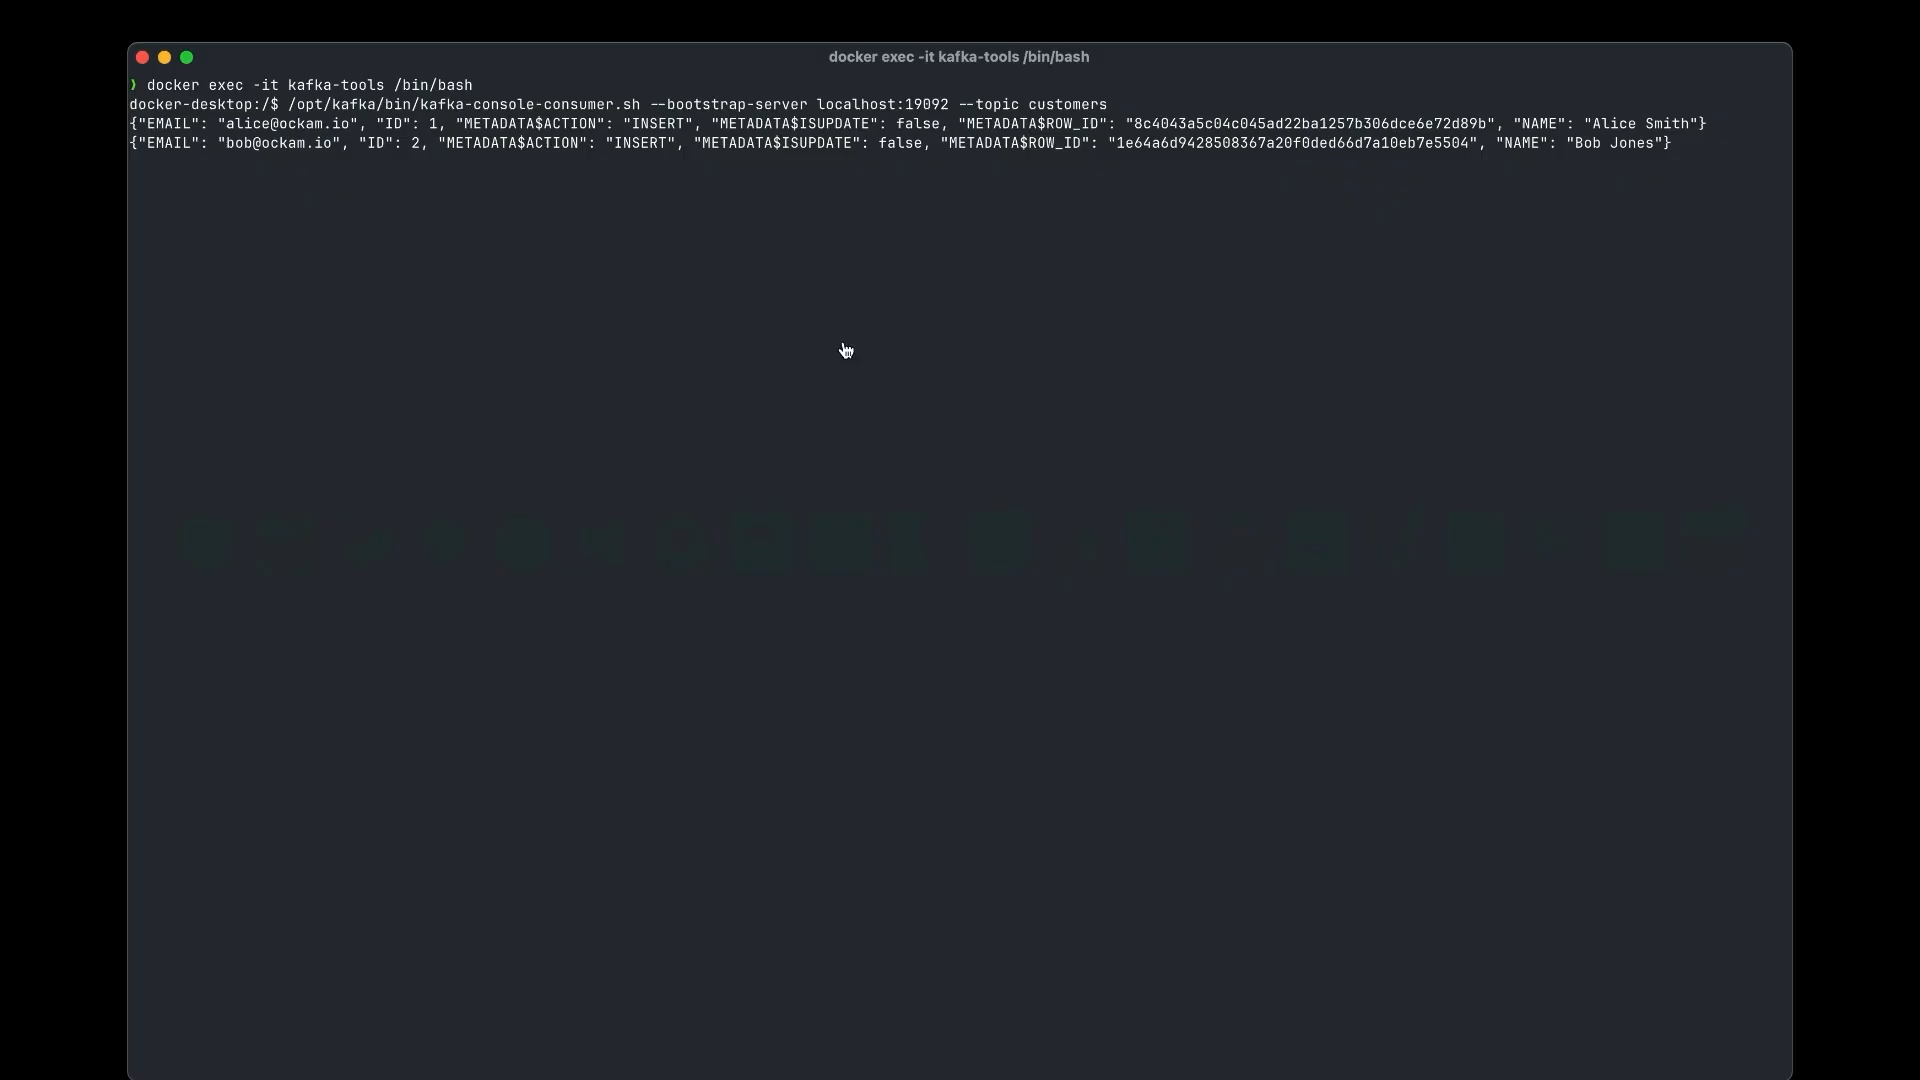 docker exec -it kafka-tools /bin/bash
❯ docker exec -it kafka-tools /bin/bash
docker-desktop:/$ /opt/kafka/bin/kafka-console-consumer.sh --bootstrap-server localhost:19092 --topic customers
{"EMAIL": "alice@ockam.io", "ID": 1, "METADATA$ACTION": "INSERT", "METADATA$ISUPDATE": false, "METADATA$ROW_ID": "8c4043a5c04c045ad22ba1257b306dce6e72d89b", "NAME": "Alice Smith"}
{"EMAIL": "bob@ockam.io", "ID": 2, "METADATA$ACTION": "INSERT", "METADATA$ISUPDATE": false, "METADATA$ROW_ID": "1e64a6d9428508367a20f0ded66d7a10eb7e5504", "NAME": "Bob Jones"}